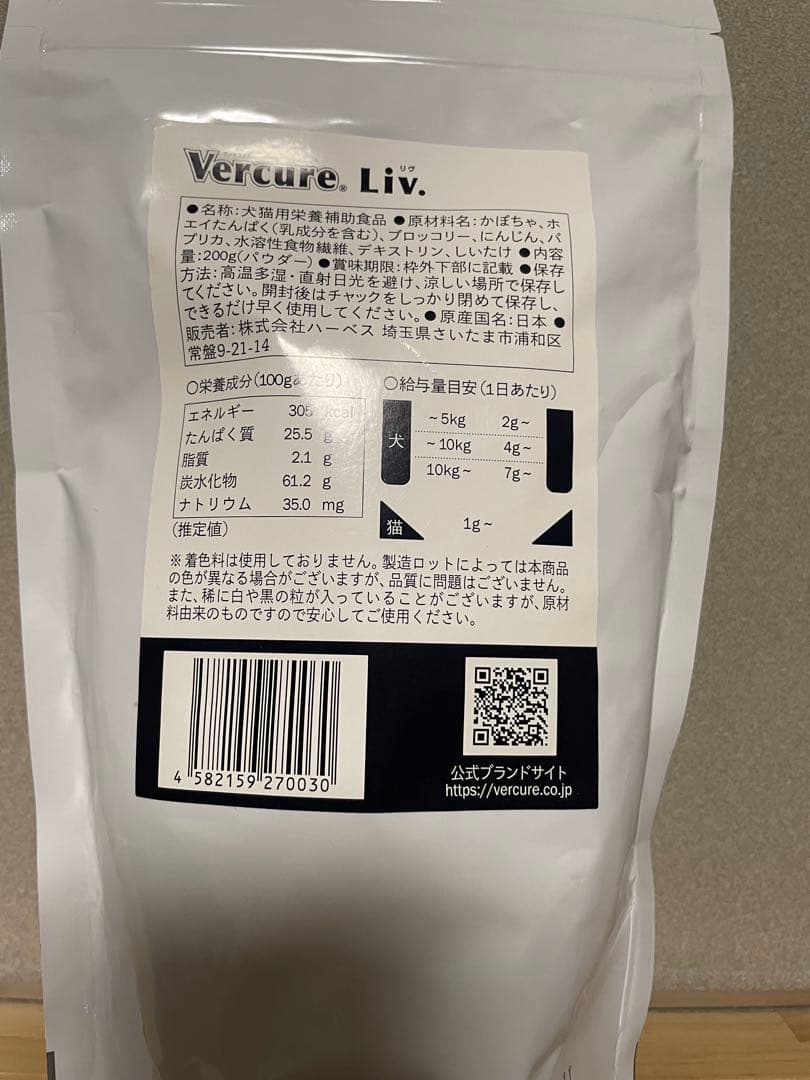 Vercure® Liv.
リヴ
●名称:犬猫用栄養補助食品 ●原材料名:かぼちゃ、ホ
エイたんぱく(乳成分を含む)、ブロッコリー、にんじん、パ
プリカ、水溶性食物繊維、デキストリン、しいたけ ●内容
量:200g(パウダー) ●賞味期限:枠外下部に記載 ●保存
方法:高温多湿・直射日光を避け、涼しい場所で保存し
てください。開封後はチャックをしっかり閉めて保存し、
できるだけ早く使用してください。●原産国名:日本 ●
販売者:株式会社ハーベス 埼玉県さいたま市浦和区
常盤9-21-14
○栄養成分(100gあたり)
エネルギー 305 kcal
たんぱく質 25.5 g
脂質 2.1 g
炭水化物 61.2 g
ナトリウム 35.0 mg
(推定値)
○給与量目安(1日あたり)
犬
~5kg 2g~
~10kg 4g~
10kg~ 7g~
猫 1g~
※着色料は使用しておりません。製造ロットによっては本商品
の色が異なる場合がございますが、品質に問題はございません。
また、稀に白や黒の粒が入っていることがございますが、原材
料由来のものですので安心してご使用ください。
4 582159 270030
公式ブランドサイト
https://vercure.co.jp